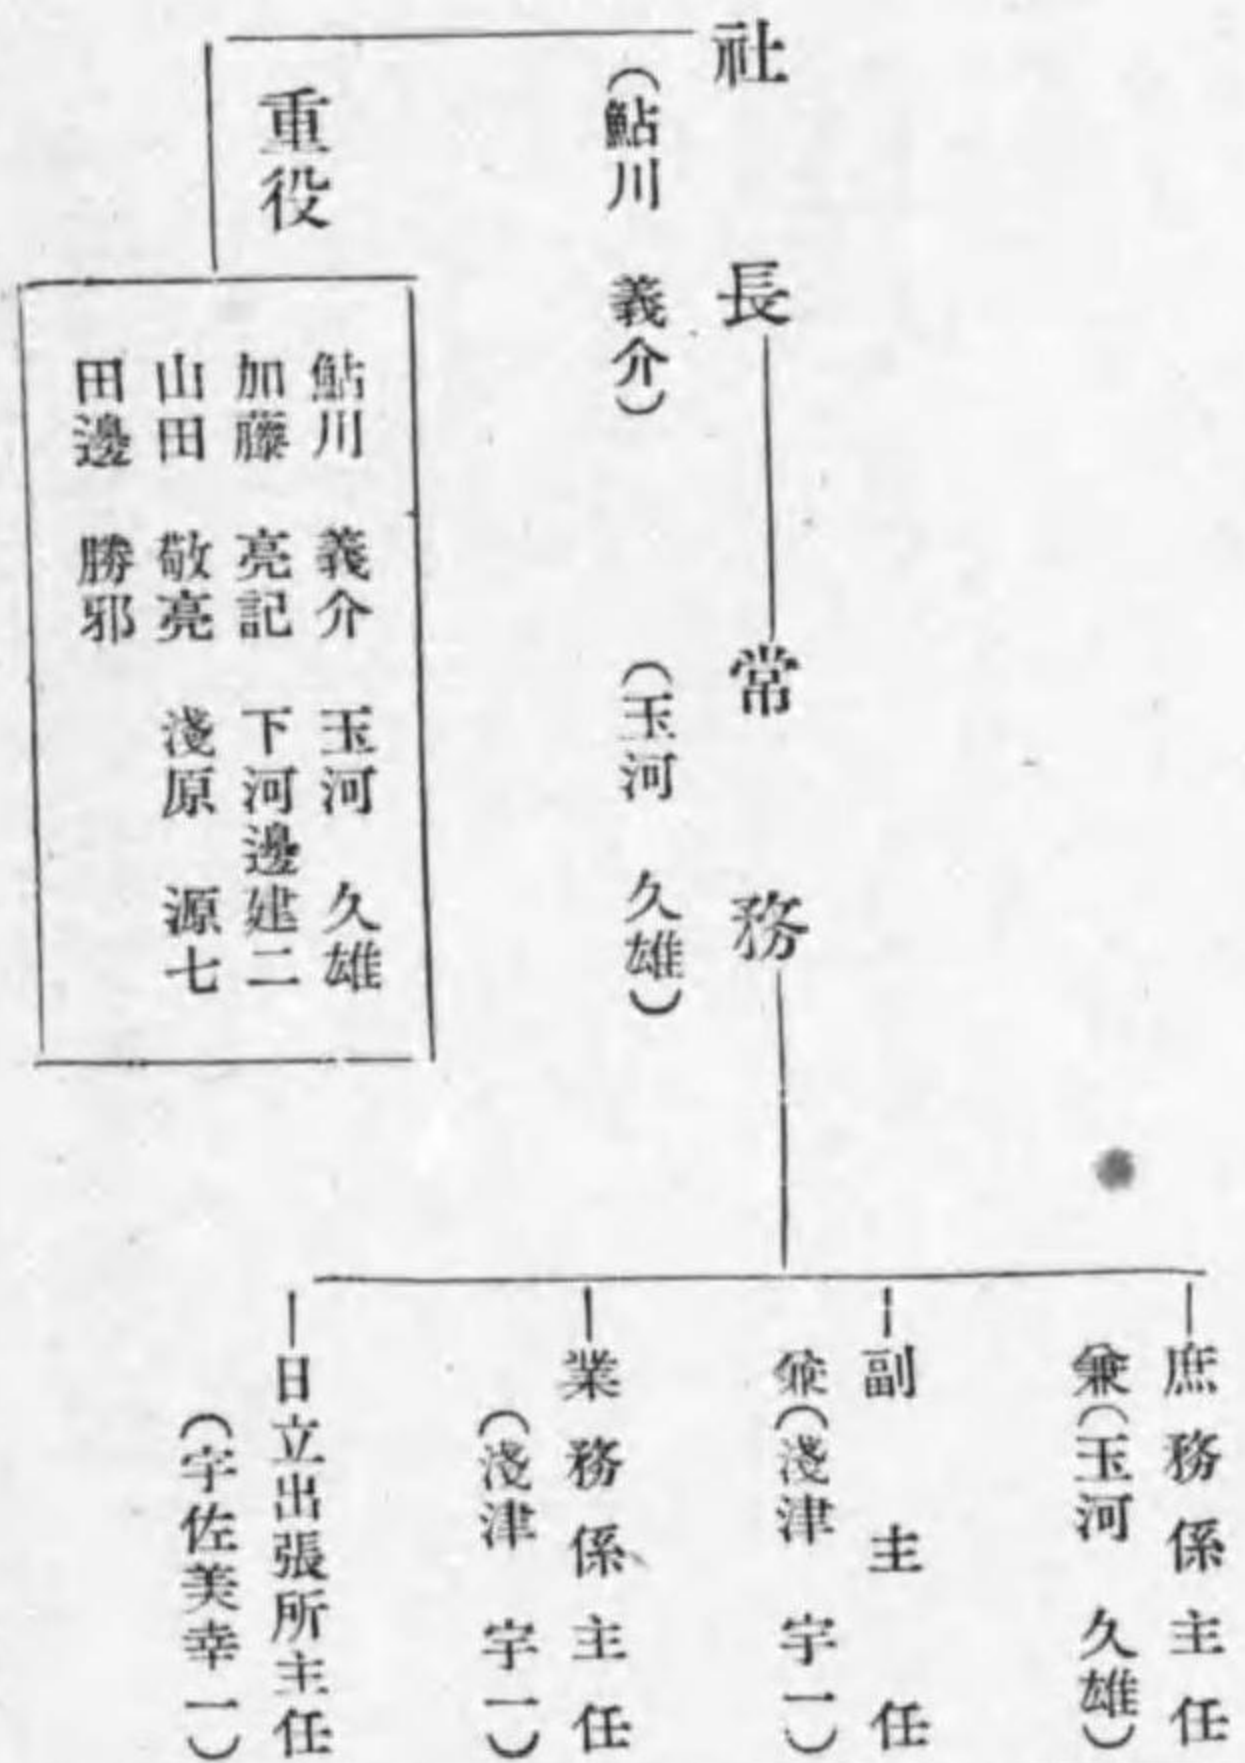 社長
(鮎川 義介)
常務
(玉河 久雄)
庶務係主任
兼(玉河 久雄)
副主任
兼(淺津 宇一)
業務係主任
(淺津 宇一)
日立出張所主任
(宇佐美幸一)
重役
鮎川 義介 玉河 久雄
加藤 亮記 下河邊建二
山田 敬亮 淺原 源七
田邊 勝邪